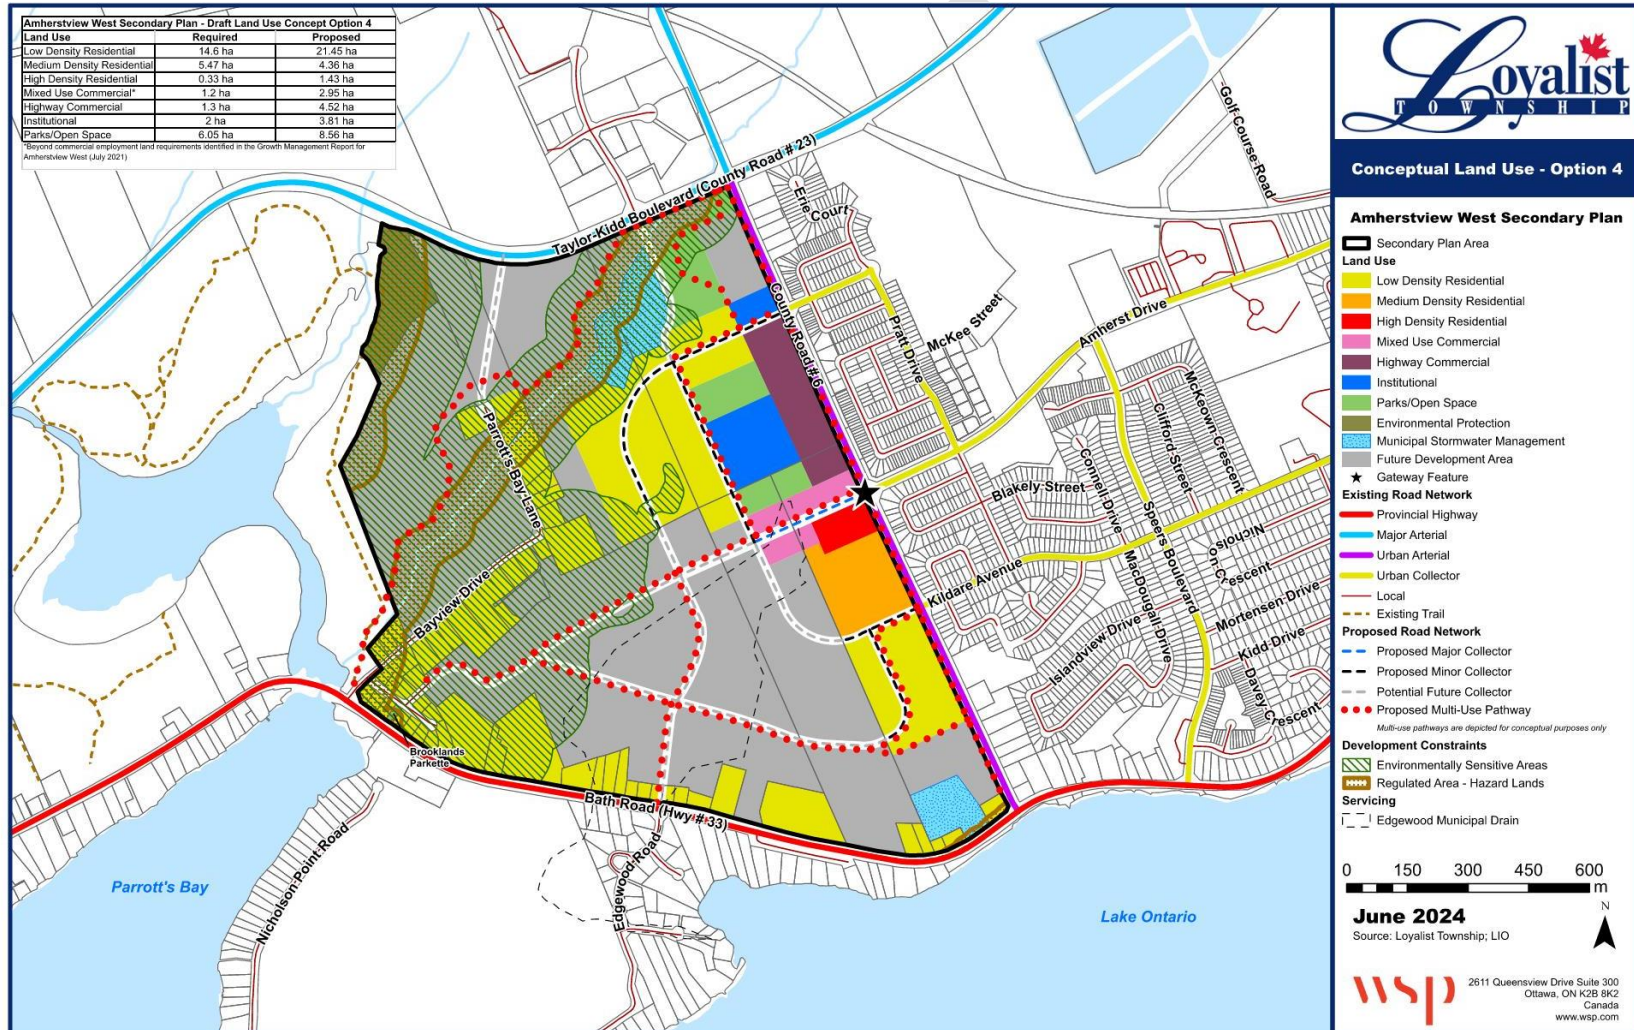 Amherstview West Secondary Plan - Draft Land Use Concept Option 4
Land Use Required Proposed
Low Density Residential 14.6 ha 21.45 ha
Medium Density Residential 5.47 ha 4.36 ha
High Density Residential 0.33 ha 1.43 ha
Mixed Use Commercial* 1.2 ha 2.95 ha
Highway Commercial 1.3 ha 4.52 ha
Institutional 2 ha 3.81 ha
Parks/Open Space 6.05 ha 8.56 ha
*Beyond commercial employment land requirements identified in the Growth Management Report for
Amherstview West (July 2021)
Taylor-Kidd Boulevard (County Road # 23)
Golf-Course-Road
Erie Court
County Road # 6
Pratt Drive
McKee Street
Amherst Drive
McKeown-Crescent
Clifford-Street
Connell-Drive
Blakely Street
Speers Boulevard
Nicholson-Crescent
Parrott's Bay Lane
Bayview Drive
Kildare Avenue
MacDougall-Drive
Mortensen-Drive
Islandview-Drive
Kidd-Drive
Davey Crescent
Brooklands
Parkette
Bath Road (Hwy # 33)
Edgewood-Road
Nicholson-Point-Road
Parrott's Bay
Lake Ontario
Loyalist
TOWNSHIP
Conceptual Land Use - Option 4
Amherstview West Secondary Plan
Secondary Plan Area
Land Use
Low Density Residential
Medium Density Residential
High Density Residential
Mixed Use Commercial
Highway Commercial
Institutional
Parks/Open Space
Environmental Protection
Municipal Stormwater Management
Future Development Area
Gateway Feature
Existing Road Network
Provincial Highway
Major Arterial
Urban Arterial
Urban Collector
Local
Existing Trail
Proposed Road Network
Proposed Major Collector
Proposed Minor Collector
Potential Future Collector
Proposed Multi-Use Pathway
Multi-use pathways are depicted for conceptual purposes only
Development Constraints
Environmentally Sensitive Areas
Regulated Area - Hazard Lands
Servicing
Edgewood Municipal Drain
0 150 300 450 600
m
N
June 2024
Source: Loyalist Township; LIO
wsp
2611 Queensview Drive Suite 300
Ottawa, ON K2B 8K2
Canada
www.wsp.com